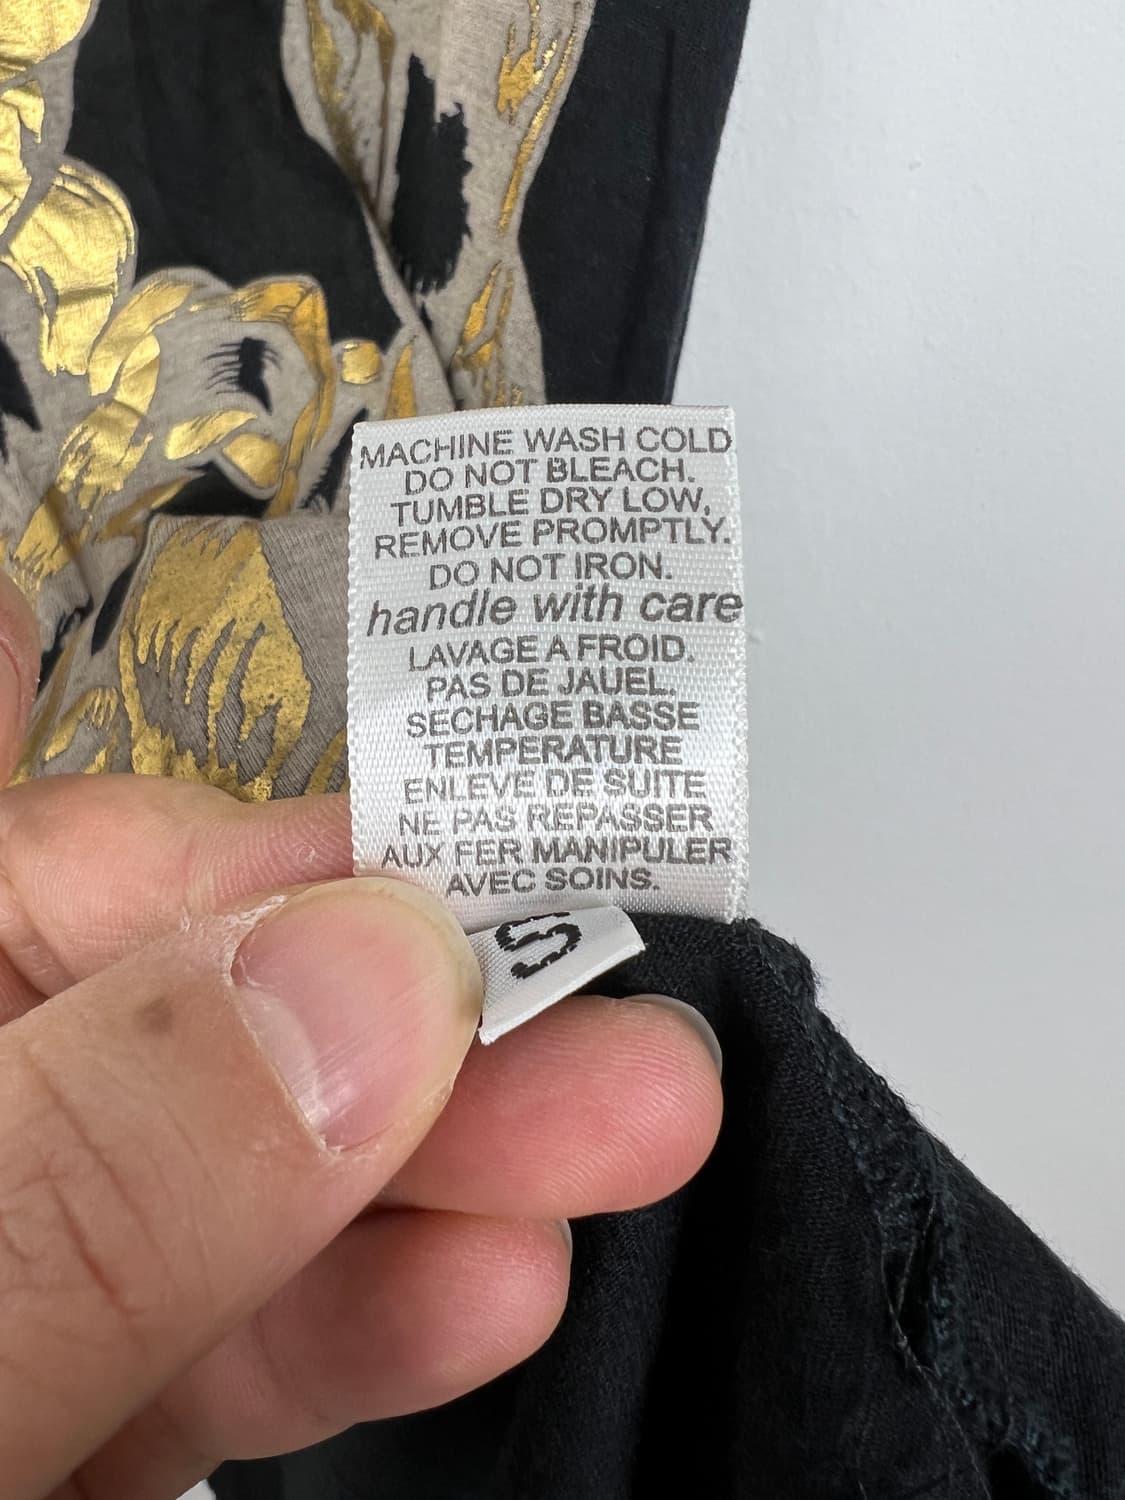 MACHINE WASH COLD
DO NOT BLEACH.
TUMBLE DRY LOW,
REMOVE PROMPTLY.
DO NOT IRON.
handle with care
LAVAGE A FROID.
PAS DE JAUEL,
SECHAGE BASSE
TEMPERATURE
ENLEVE DE SUITE
NE PAS REPASSER
AUX FER MANIPULER
AVEC SOINS.
S